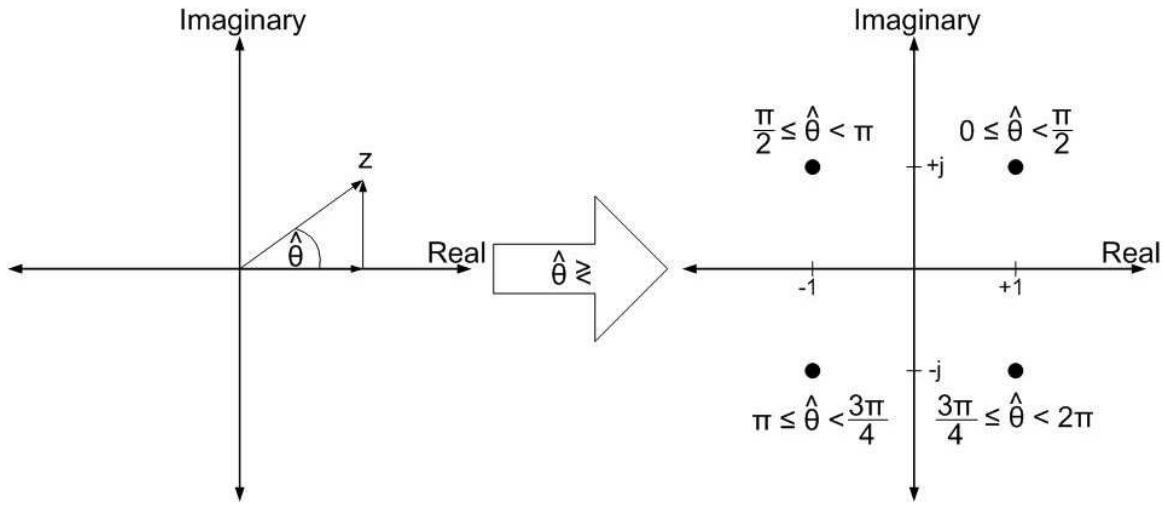 Imaginary
z
θ̂
Real
θ̂ ⋛
Imaginary
π/2 ≤ θ̂ < π
0 ≤ θ̂ < π/2
+j
Real
-1
+1
-j
π ≤ θ̂ < 3π/4
3π/4 ≤ θ̂ < 2π